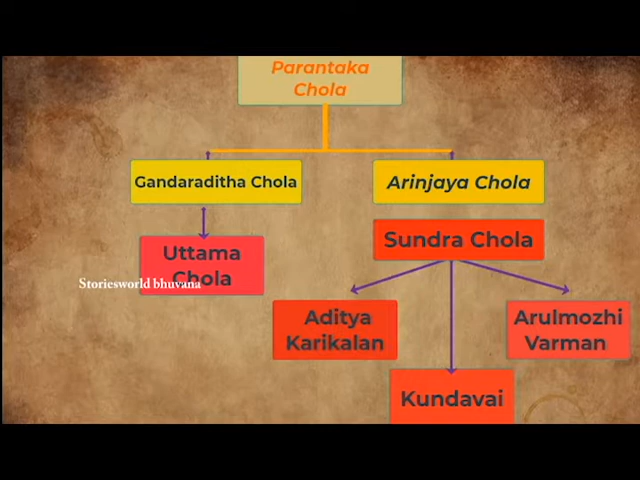 Parantaka
Chola
Gandaraditha Chola
Arinjaya Chola
Uttama
Chola
Sundra Chola
Storiesworld bhuvana
Aditya
Karikalan
Arulmozhi
Varman
Kundavai